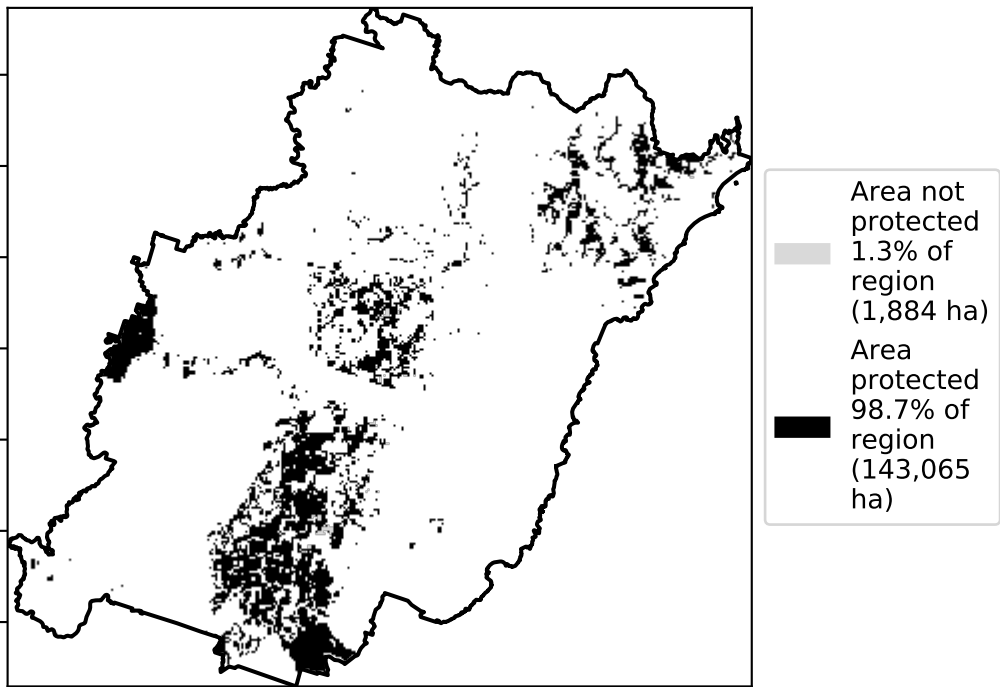 Area not
protected
1.3% of
region
(1,884 ha)
Area
protected
98.7% of
region
(143,065
ha)